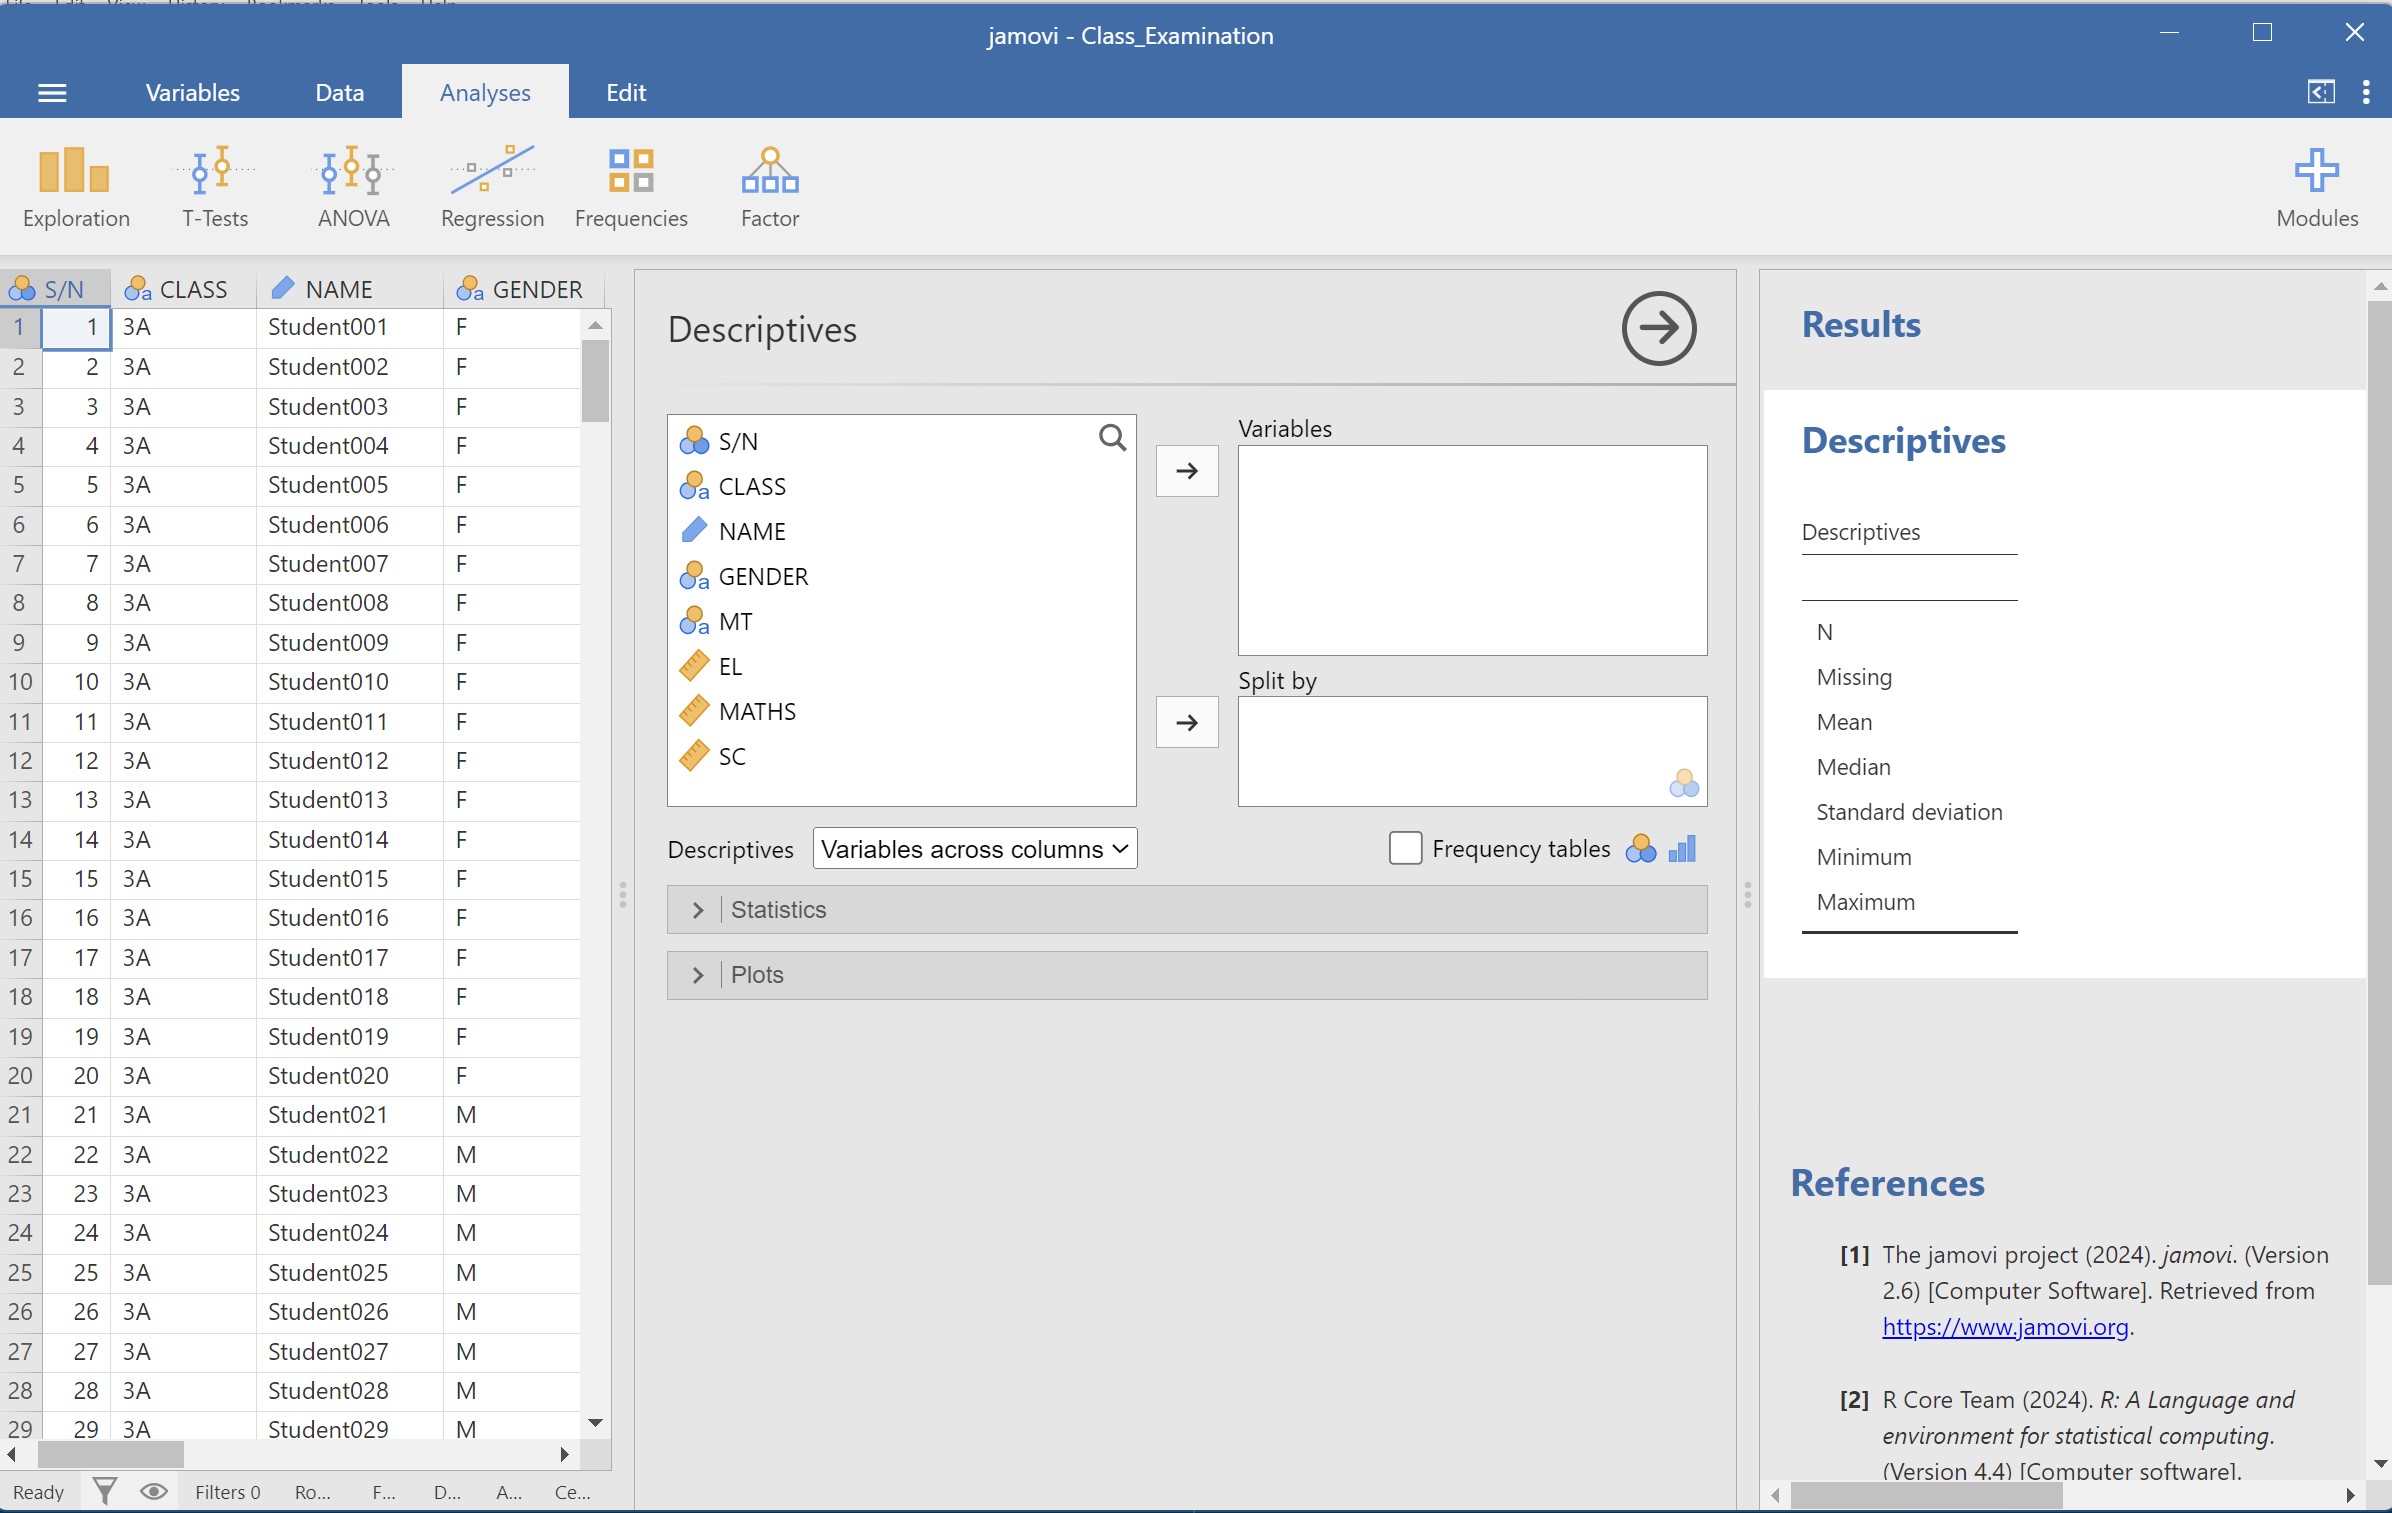 jamovi - Class_Examination
Variables Data Analyses Edit
Exploration T-Tests ANOVA Regression Frequencies Factor Modules
S/N CLASS NAME GENDER
1 1 3A Student001 F
2 2 3A Student002 F
3 3 3A Student003 F
4 4 3A Student004 F
5 5 3A Student005 F
6 6 3A Student006 F
7 7 3A Student007 F
8 8 3A Student008 F
9 9 3A Student009 F
10 10 3A Student010 F
11 11 3A Student011 F
12 12 3A Student012 F
13 13 3A Student013 F
14 14 3A Student014 F
15 15 3A Student015 F
16 16 3A Student016 F
17 17 3A Student017 F
18 18 3A Student018 F
19 19 3A Student019 F
20 20 3A Student020 F
21 21 3A Student021 M
22 22 3A Student022 M
23 23 3A Student023 M
24 24 3A Student024 M
25 25 3A Student025 M
26 26 3A Student026 M
27 27 3A Student027 M
28 28 3A Student028 M
29 29 3A Student029 M
Ready Filters 0 Ro... F... D... A... Ce...
Descriptives
S/N
CLASS
NAME
GENDER
MT
EL
MATHS
SC
Variables
Split by
Descriptives Variables across columns
Frequency tables
Statistics
Plots
Results
Descriptives
Descriptives
N
Missing
Mean
Median
Standard deviation
Minimum
Maximum
References
[1] The jamovi project (2024). jamovi. (Version
2.6) [Computer Software]. Retrieved from
https://www.jamovi.org.
[2] R Core Team (2024). R: A Language and
environment for statistical computing.
(Version 4.4) [Computer software].